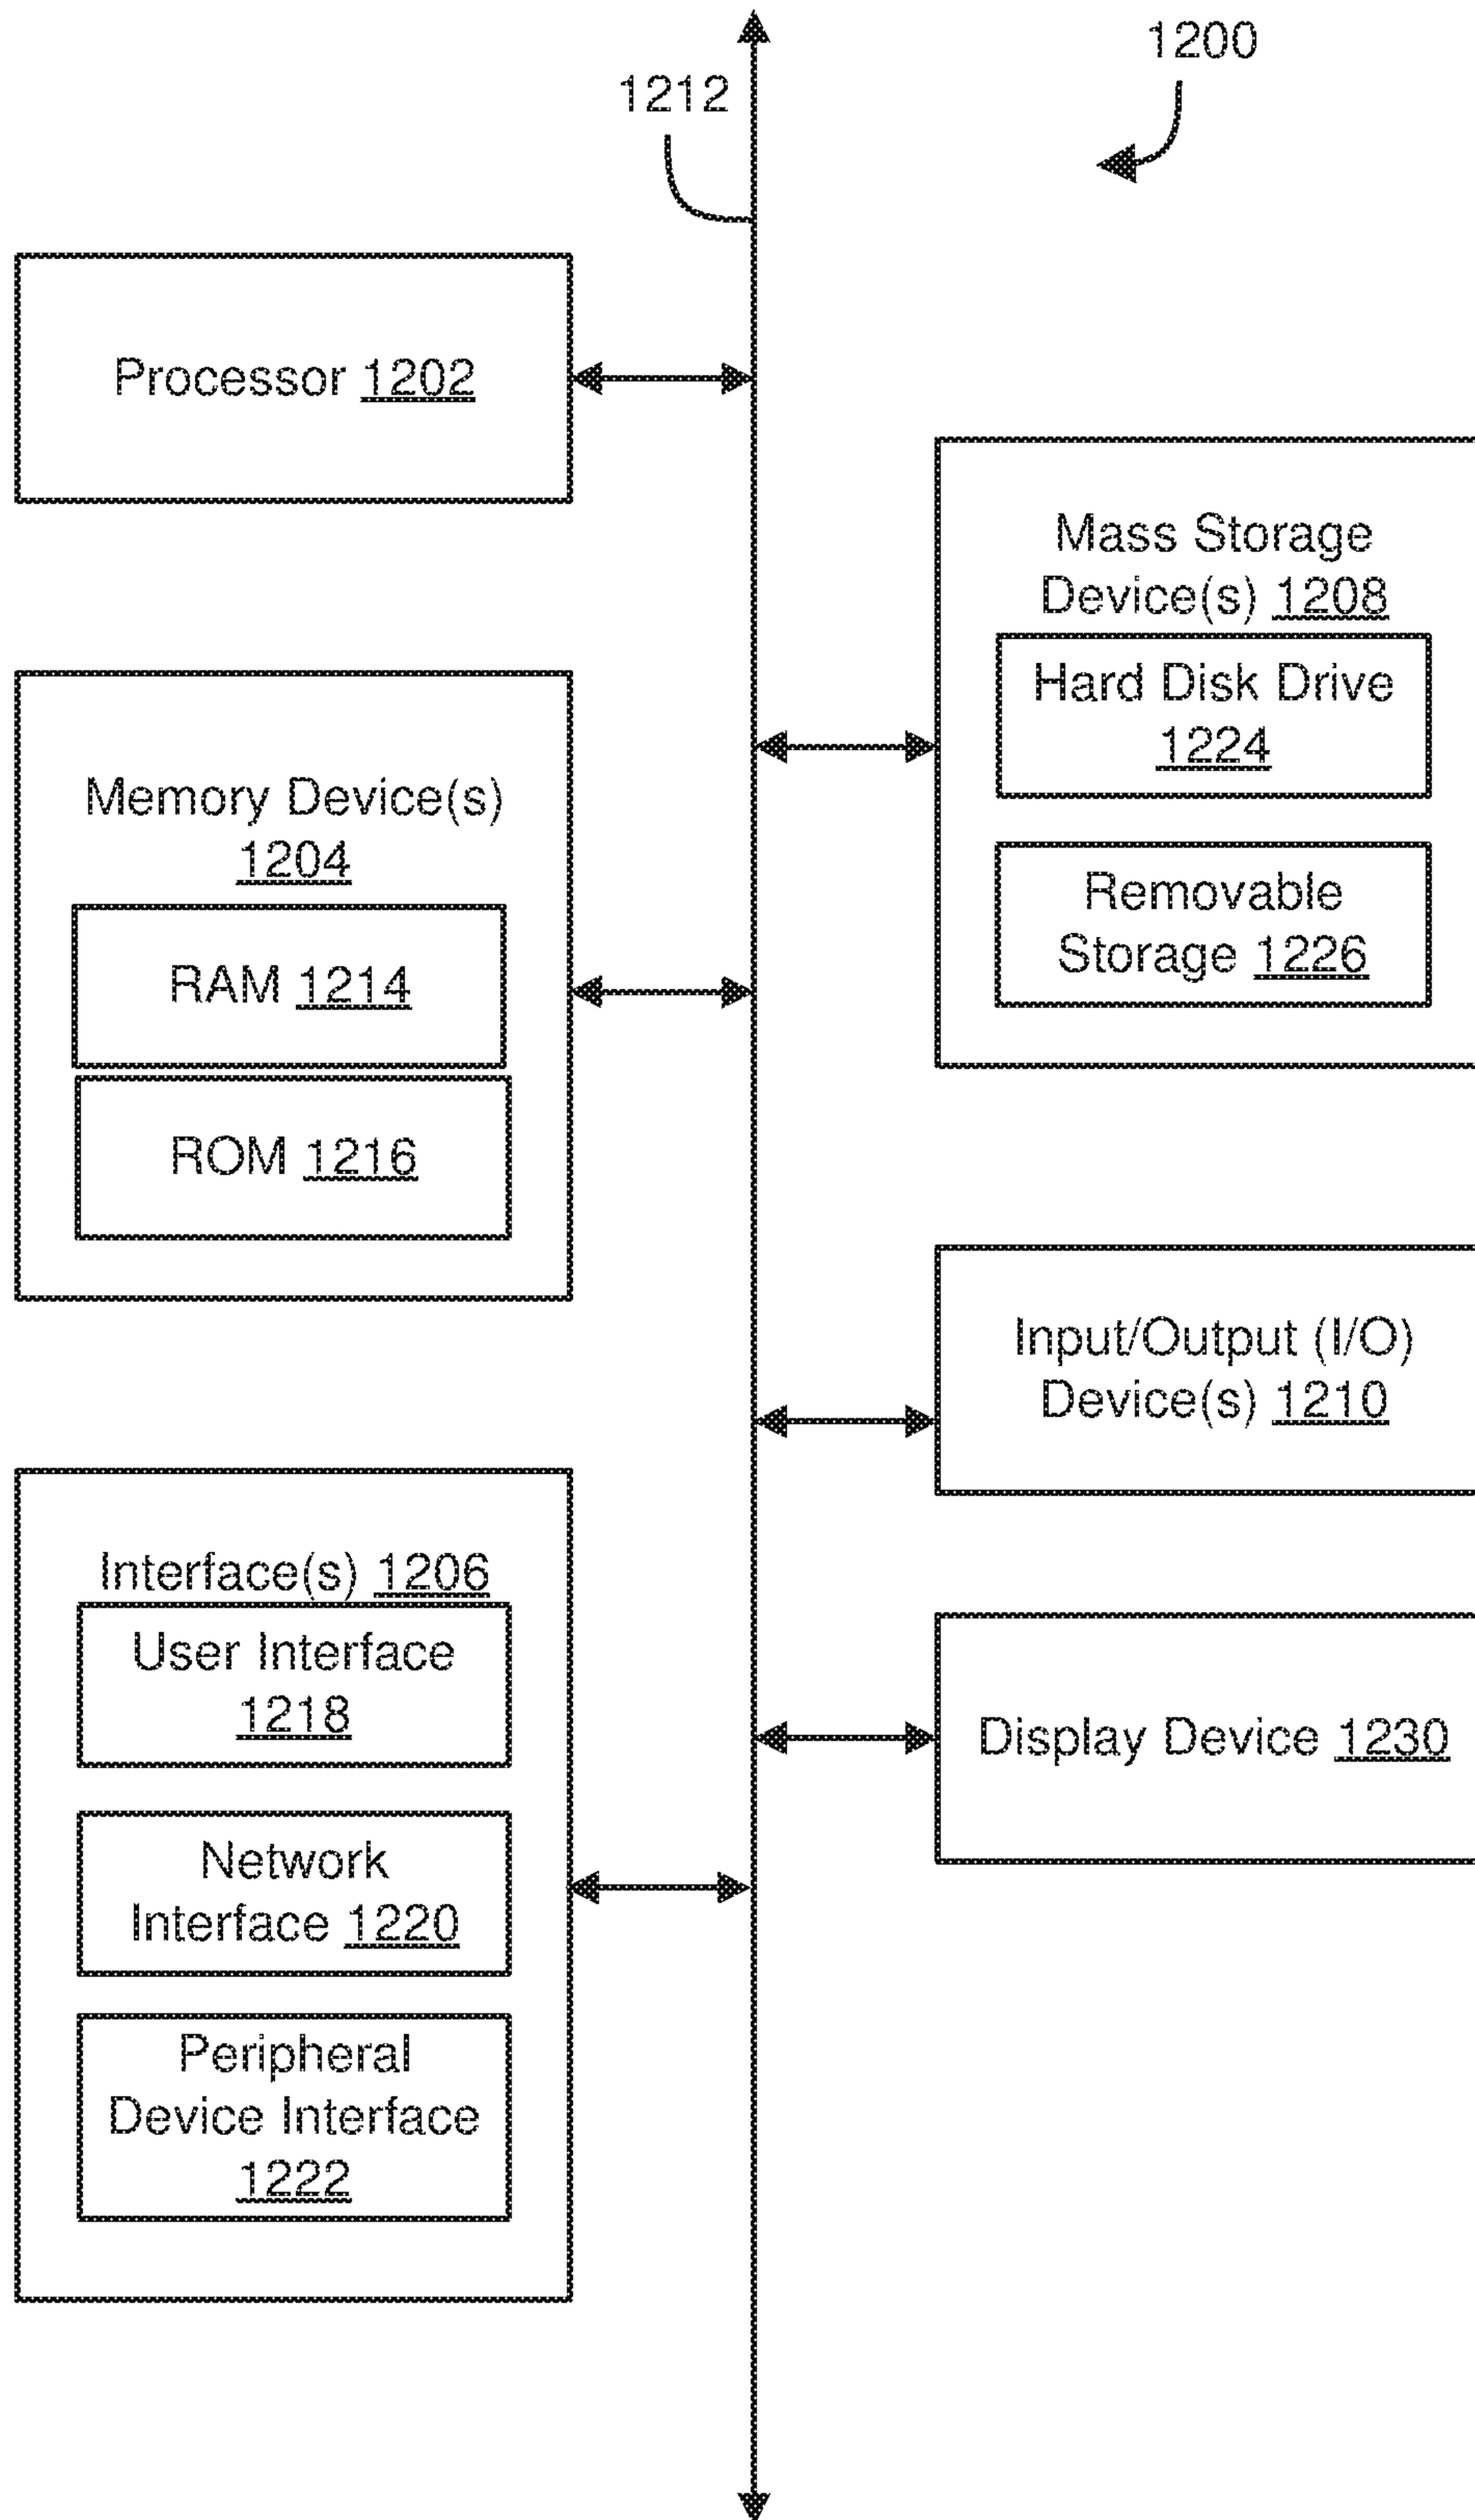 1200
1212
Processor 1202
Mass Storage
Device(s) 1208
Hard Disk Drive
1224
Removable
Storage 1226
Memory Device(s)
1204
RAM 1214
ROM 1216
Input/Output (I/O)
Device(s) 1210
Interface(s) 1206
User Interface
1218
Network
Interface 1220
Peripheral
Device Interface
1222
Display Device 1230